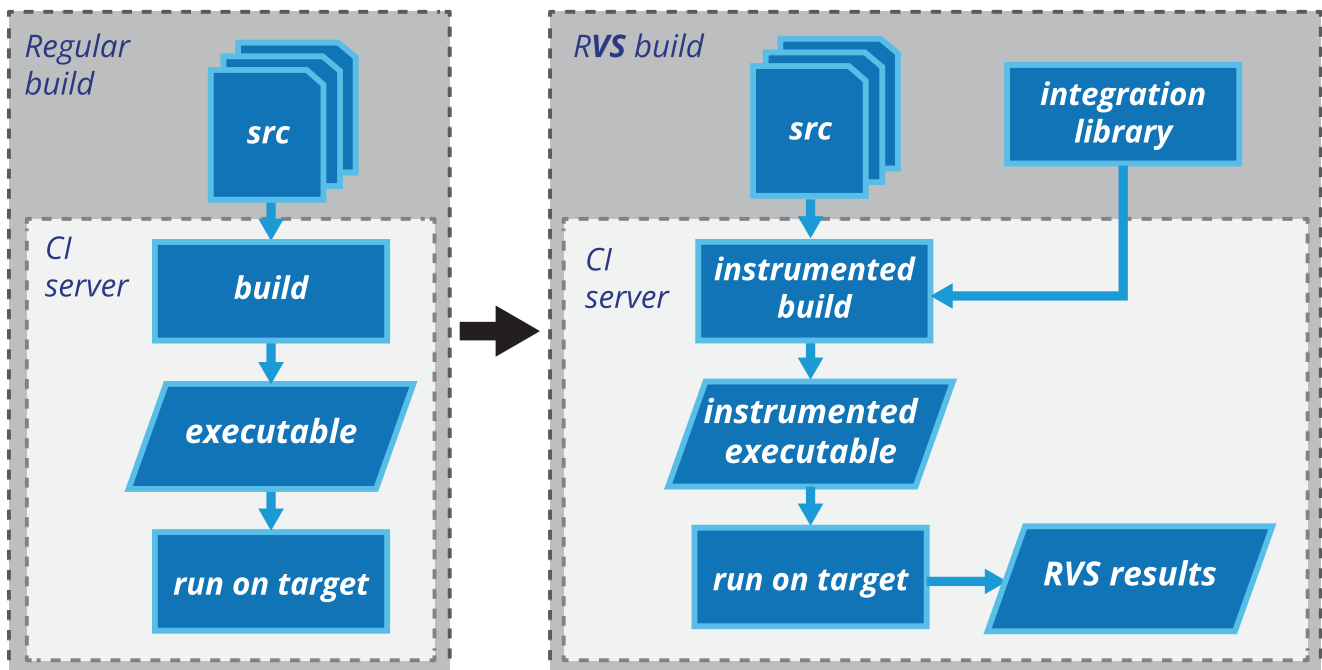 Regular
build
src
CI
server
build
executable
run on target
RVS build
src
integration
library
CI
server
instrumented
build
instrumented
executable
run on target
RVS results